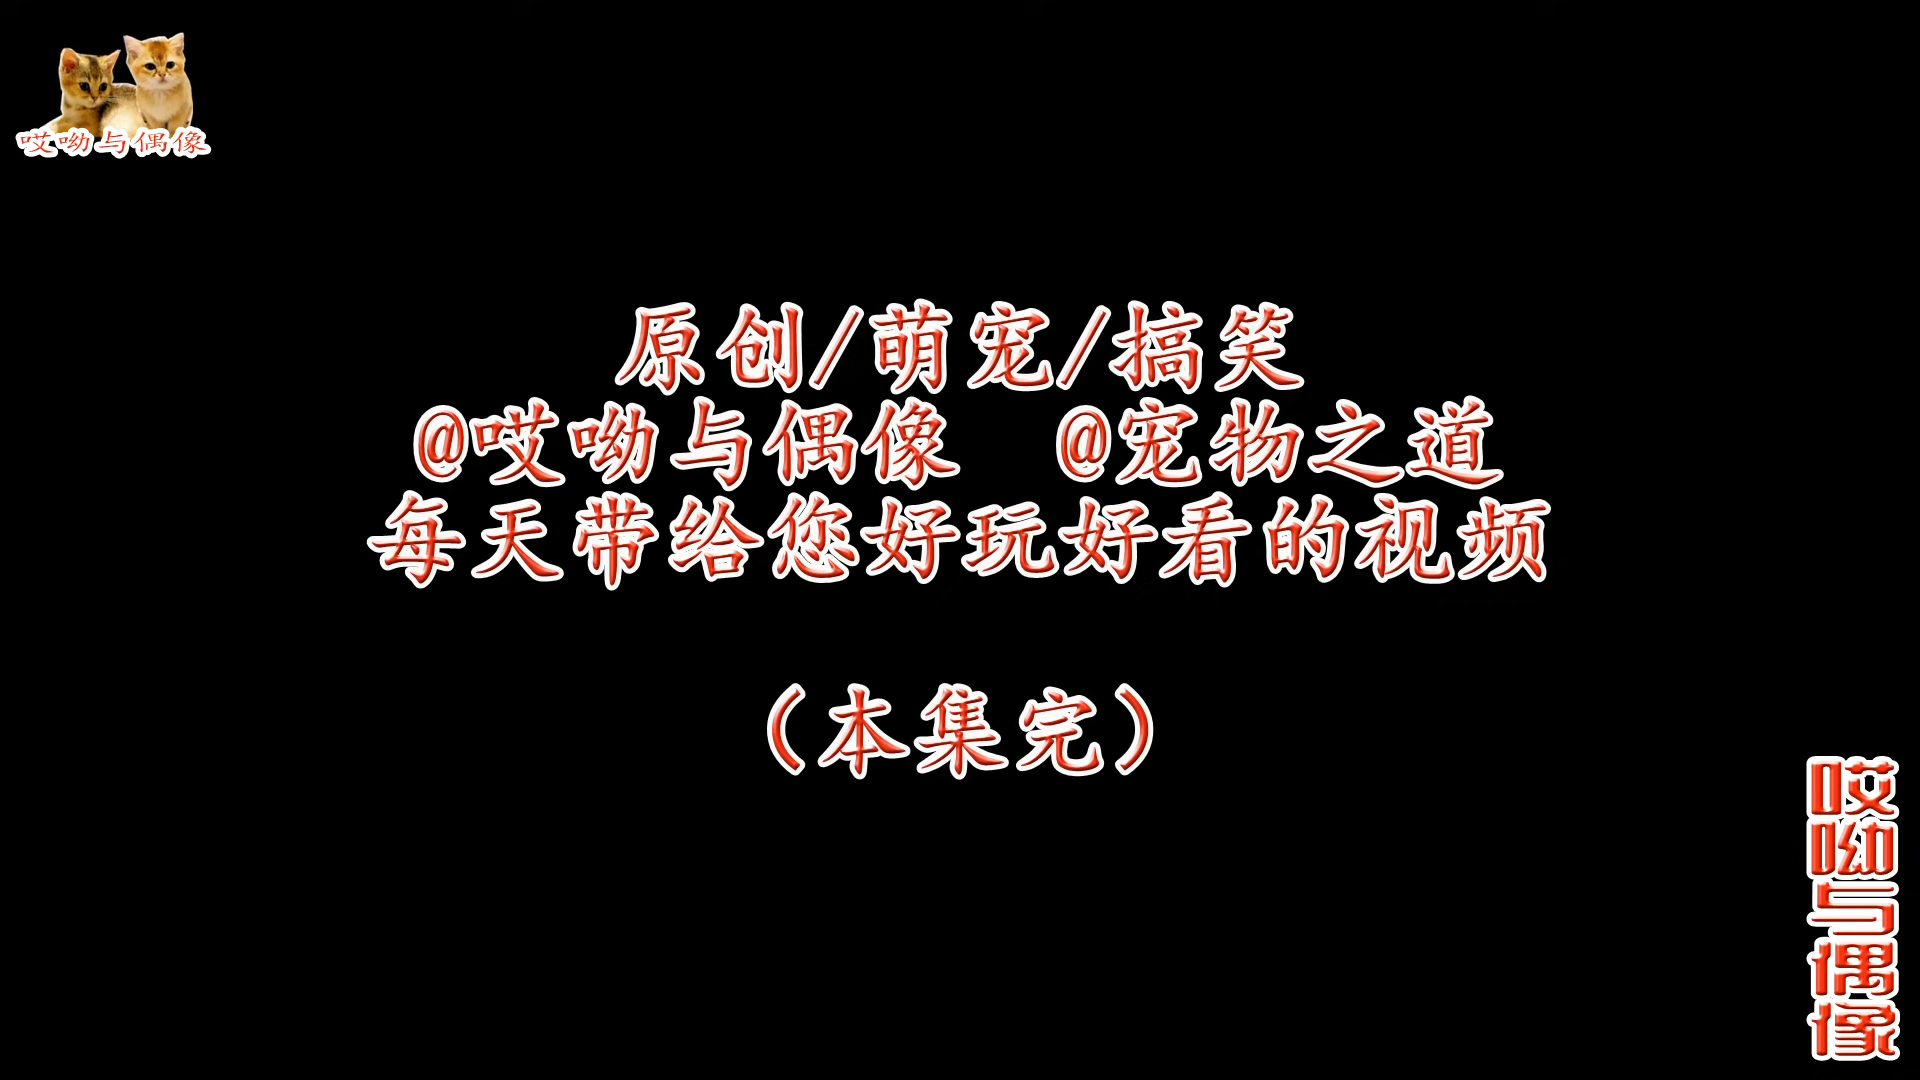 哎呦与偶像
原创/萌宠/搞笑
@哎呦与偶像 @宠物之道
每天带给您好玩好看的视频
（本集完）
哎呦与偶像